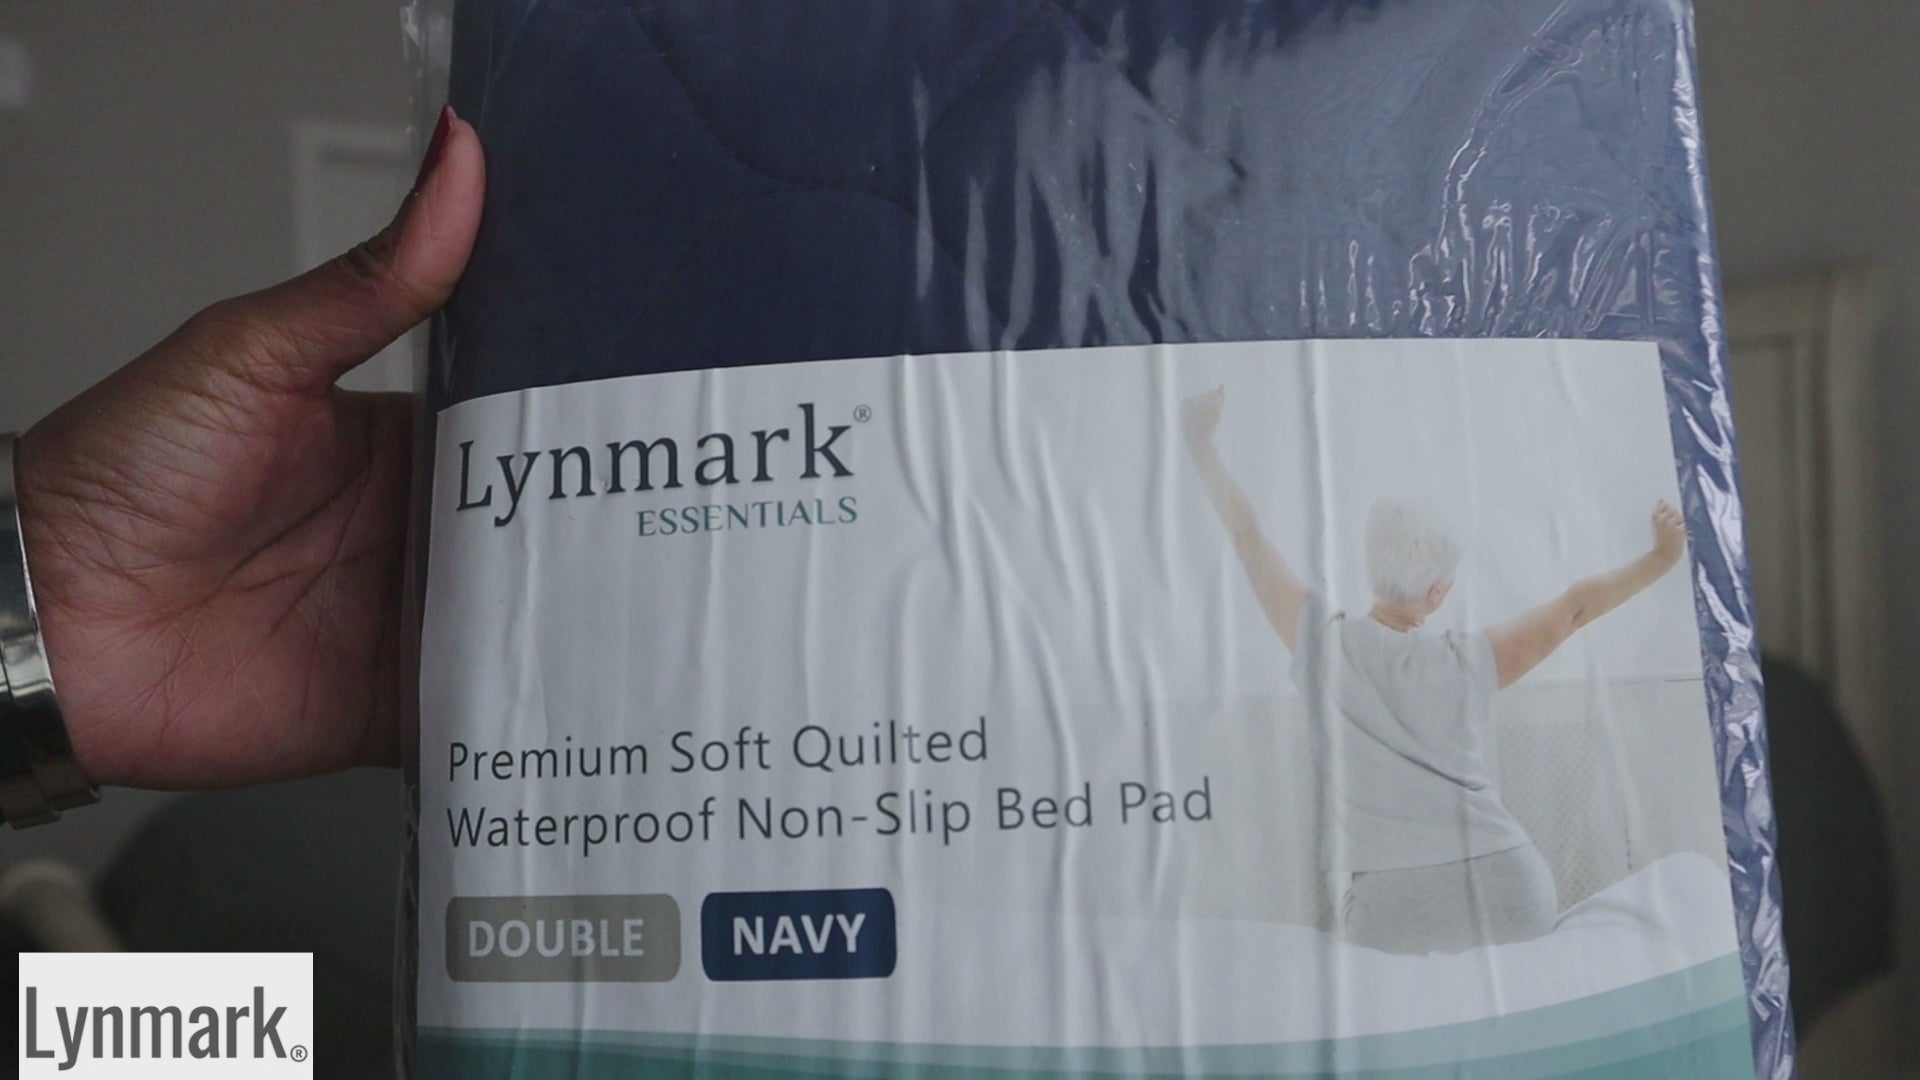 Lynmark®
ESSENTIALS
Premium Soft Quilted
Waterproof Non-Slip Bed Pad
DOUBLE NAVY
Lynmark®